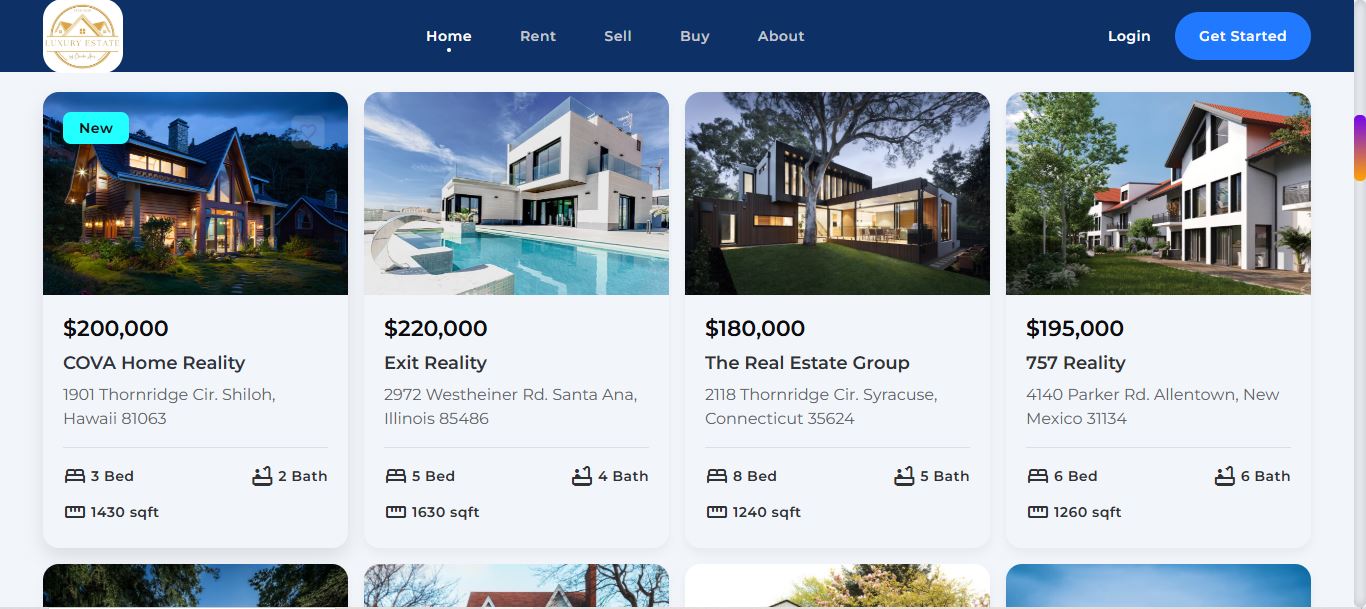 LUXURY ESTATE
Home
Rent
Sell
Buy
About
Login
Get Started
New
$200,000
COVA Home Reality
1901 Thornridge Cir. Shiloh,
Hawaii 81063
3 Bed
2 Bath
1430 sqft
$220,000
Exit Reality
2972 Westheiner Rd. Santa Ana,
Illinois 85486
5 Bed
4 Bath
1630 sqft
$180,000
The Real Estate Group
2118 Thornridge Cir. Syracuse,
Connecticut 35624
8 Bed
5 Bath
1240 sqft
$195,000
757 Reality
4140 Parker Rd. Allentown, New
Mexico 31134
6 Bed
6 Bath
1260 sqft